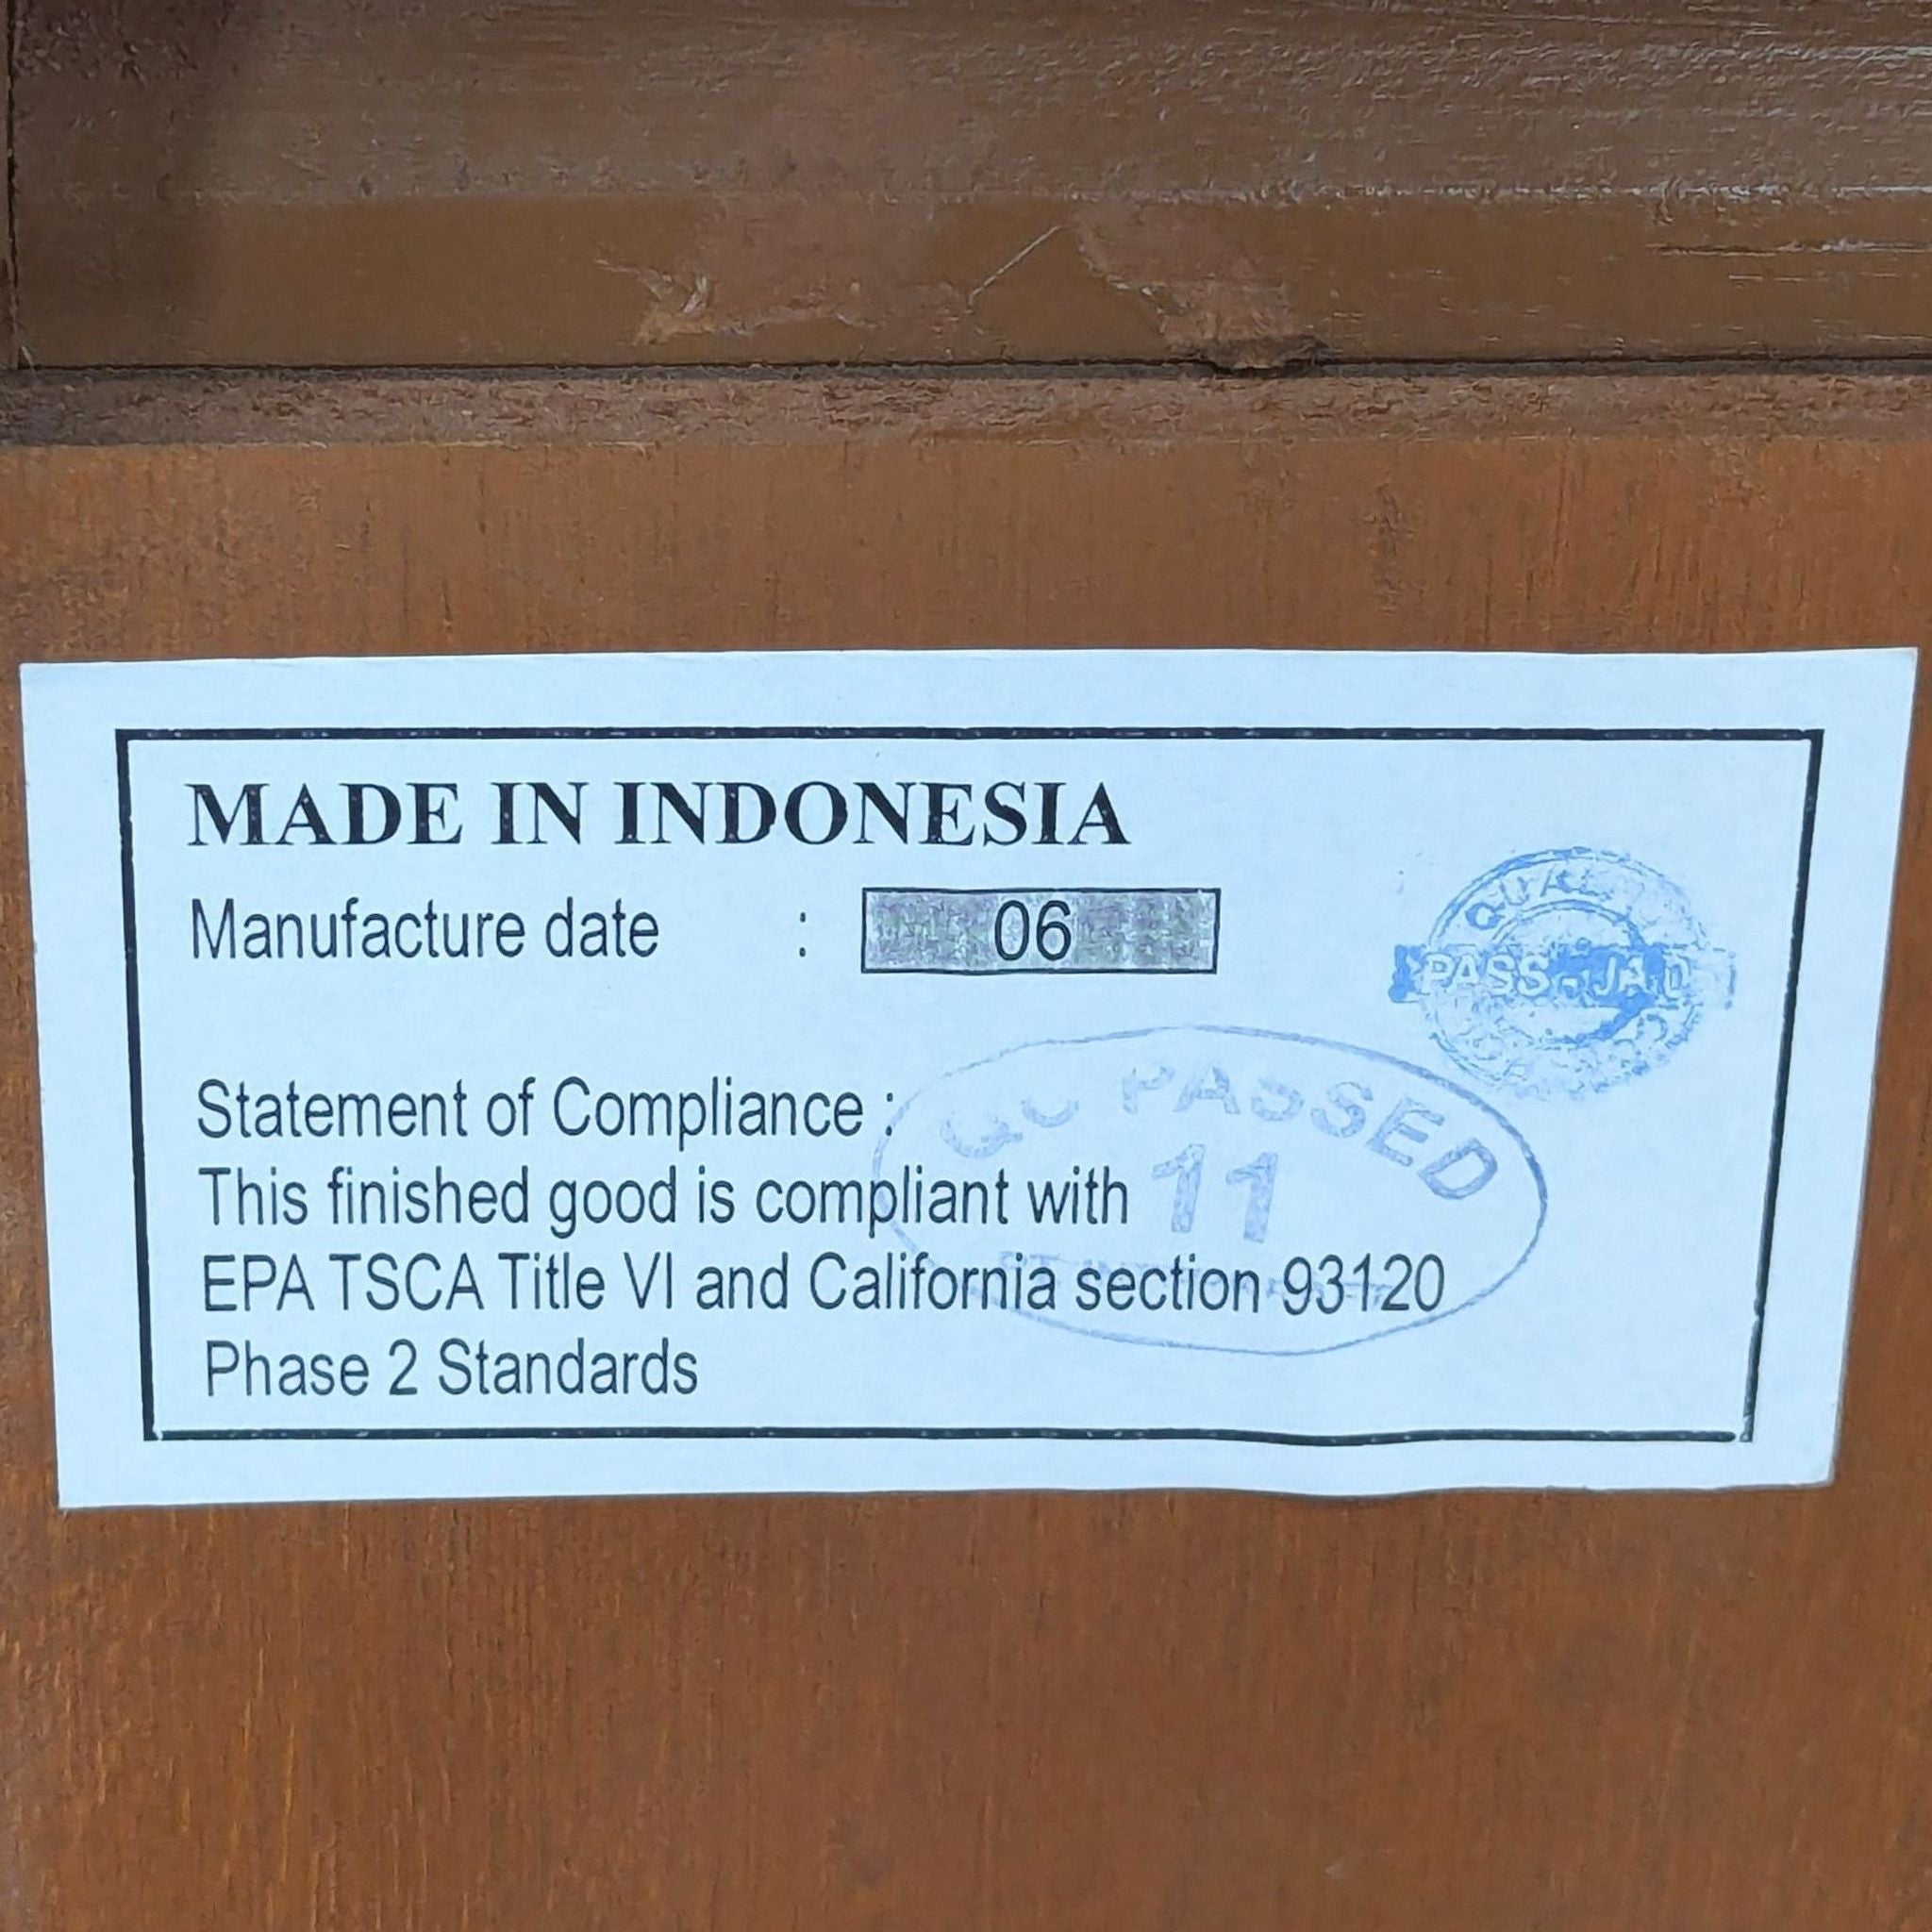 MADE IN INDONESIA
Manufacture date : 06
Statement of Compliance :
This finished good is compliant with
EPA TSCA Title VI and California section 93120
Phase 2 Standards
QC PASSED
11
PASS